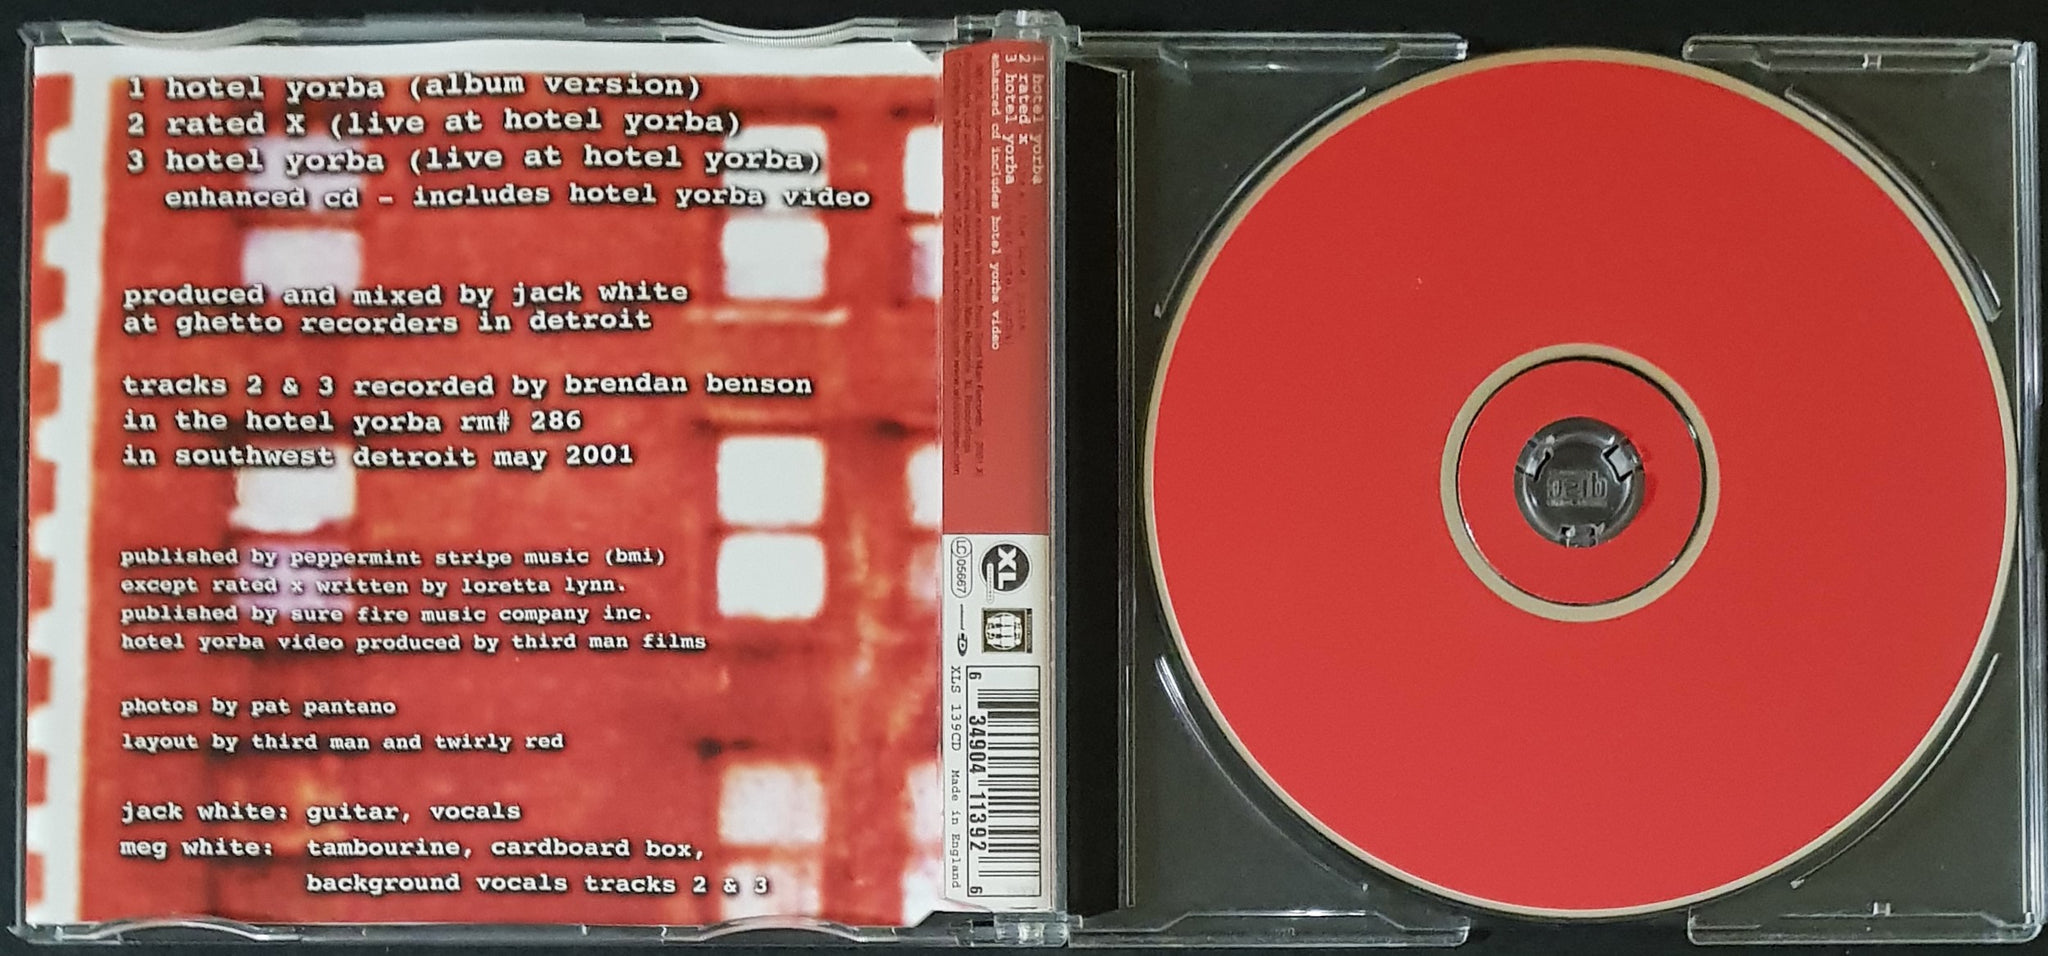 1 hotel yorba (album version)
2 rated x (live at hotel yorba)
3 hotel yorba (live at hotel yorba)
enhanced cd - includes hotel yorba video
produced and mixed by jack white
at ghetto recorders in detroit
tracks 2 & 3 recorded by brendan benson
in the hotel yorba rm# 286
in southwest detroit may 2001
published by peppermint stripe music (bmi)
except rated x written by loretta lynn.
published by sure fire music company inc.
hotel yorba video produced by third man films
photos by pat pantano
layout by third man and twirly red
jack white: guitar, vocals
meg white: tambourine, cardboard box,
background vocals tracks 2 & 3
1 hotel yorba
2 rated x
3 hotel yorba
enhanced cd includes hotel yorba video
XL
LC 05667
XLS 139CD Made in England
6 34904 11392 6